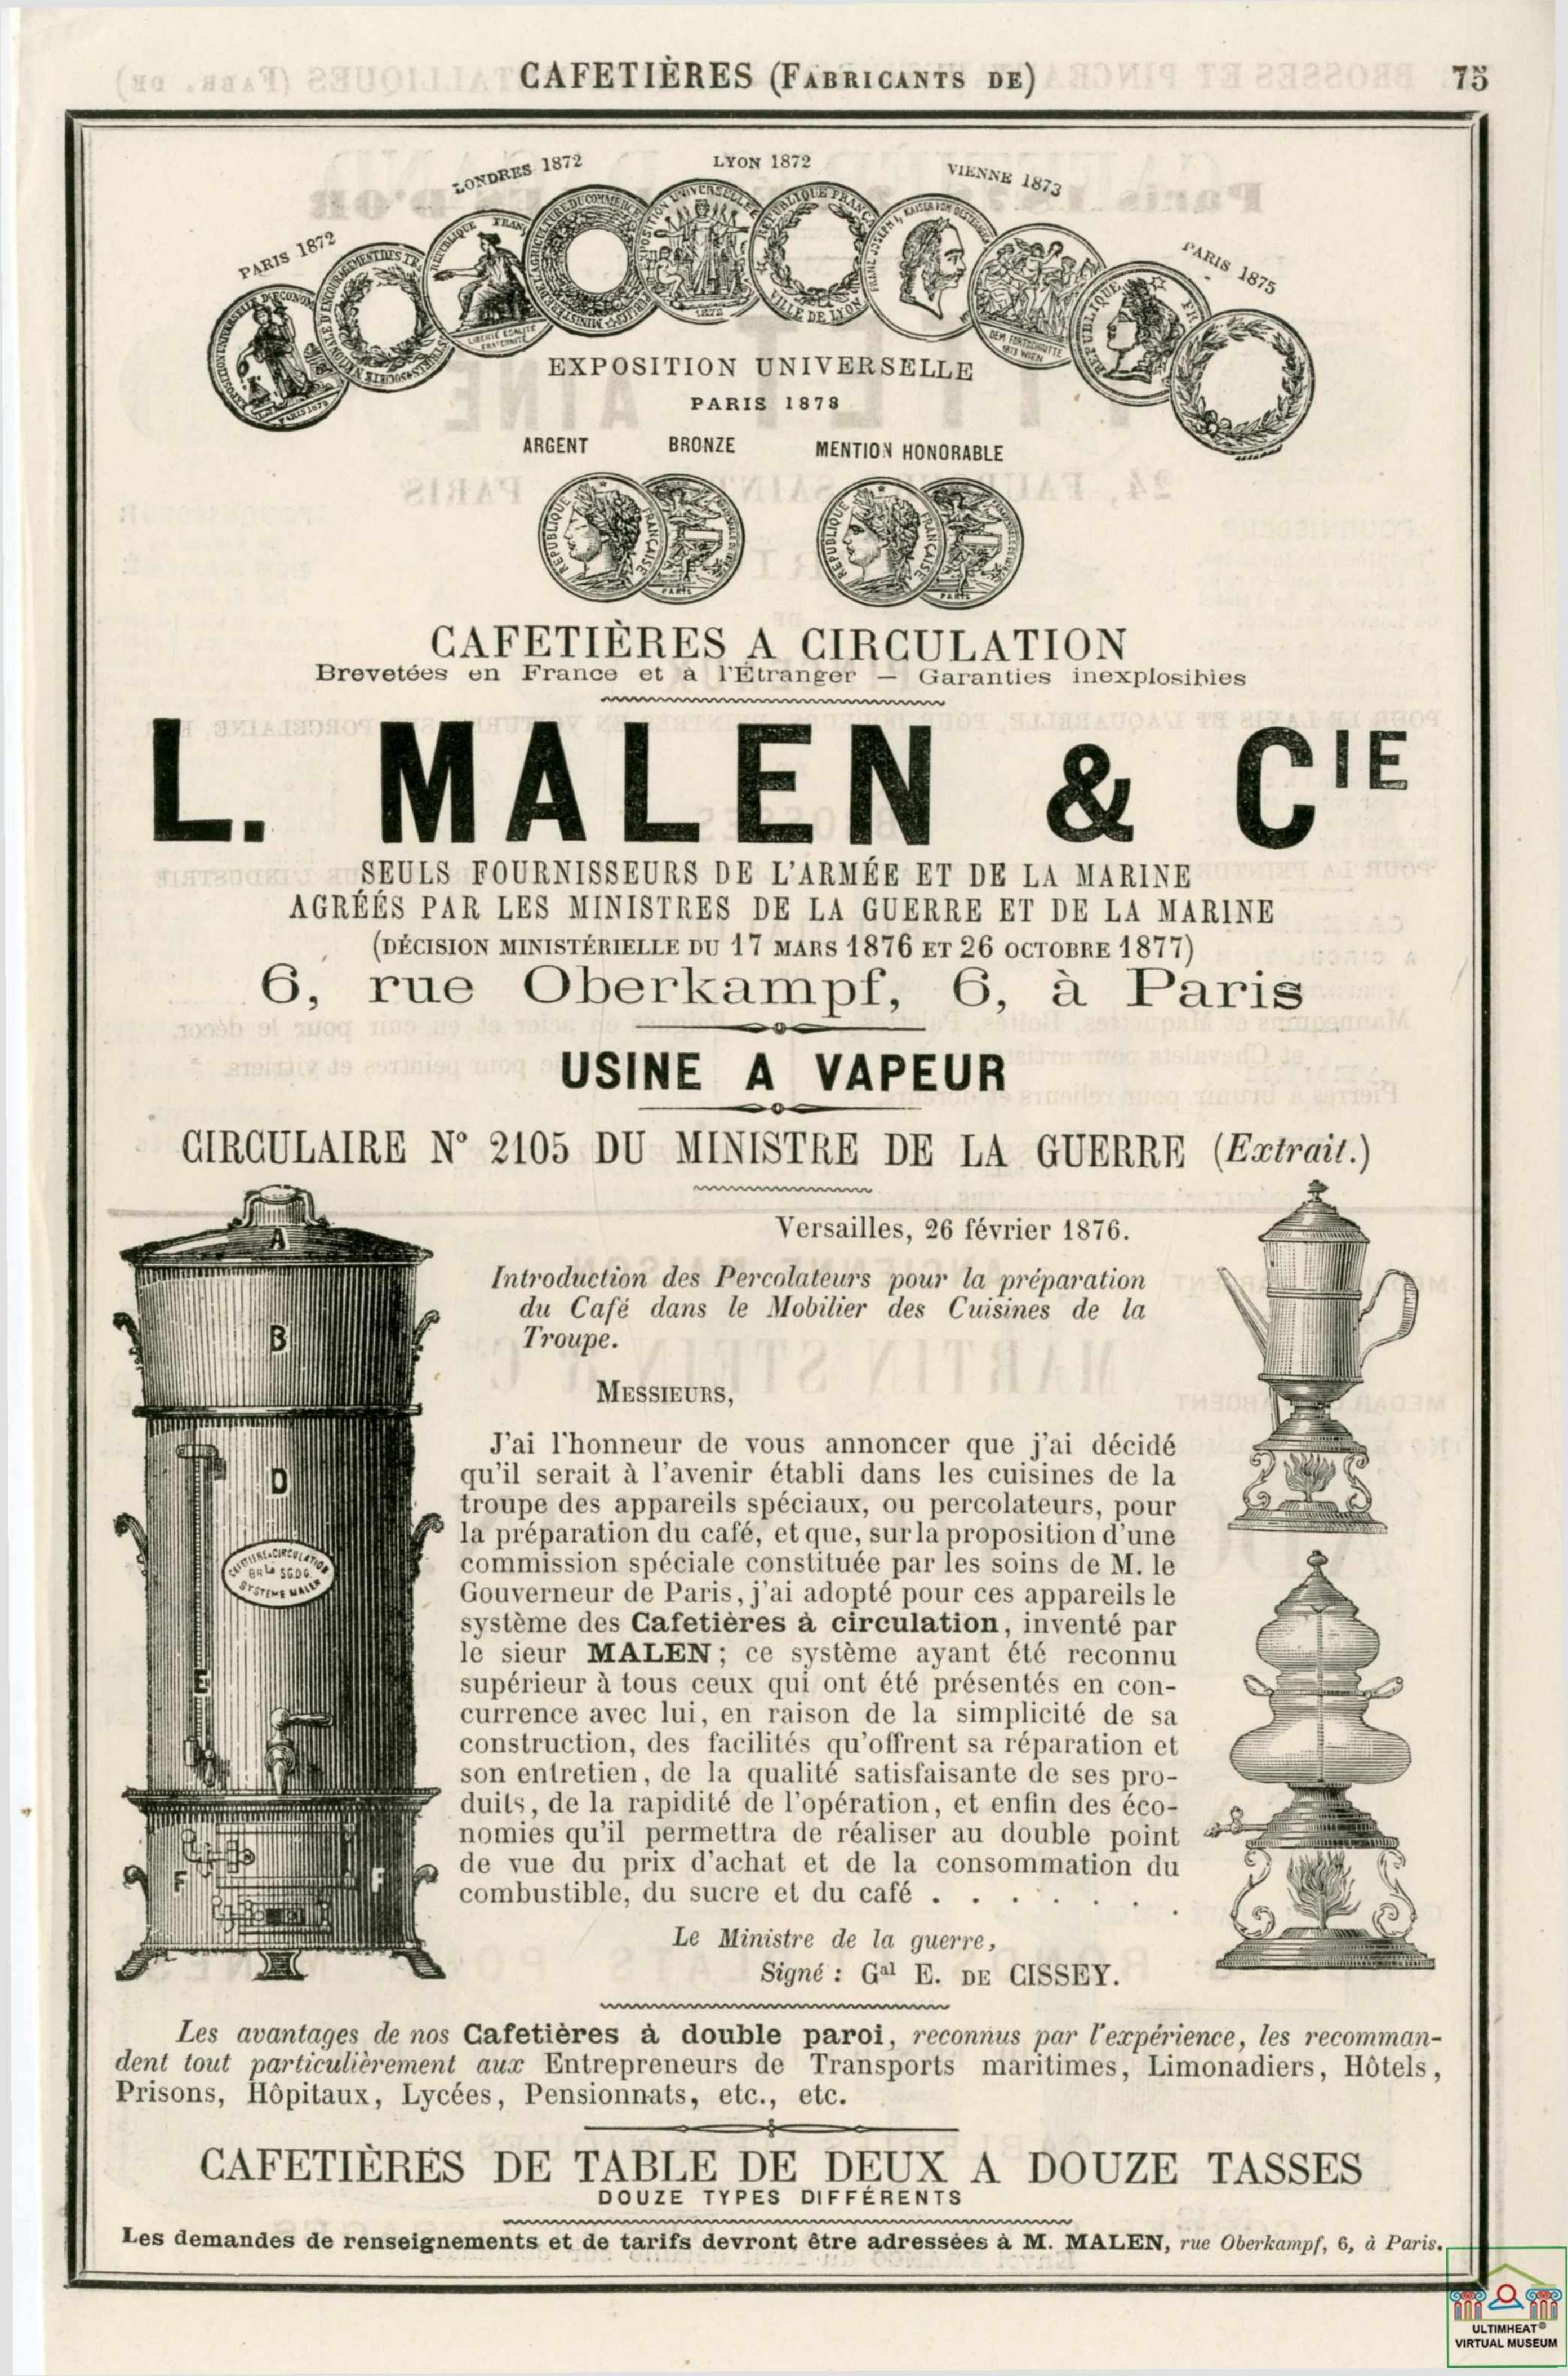 CAFETIÈRES (FABRICANTS DE)
75
PARIS 1872
LONDRES 1872
LYON 1872
VIENNE 1873
PARIS 1875
EXPOSITION UNIVERSELLE
PARIS 1878
ARGENT
BRONZE
MENTION HONORABLE
RÉPUBLIQUE FRANÇAISE
PARIS
RÉPUBLIQUE FRANÇAISE
PARIS
CAFETIÈRES A CIRCULATION
Brevetées en France et à l'Étranger — Garanties inexplosibles
L. MALEN & CIE
SEULS FOURNISSEURS DE L'ARMÉE ET DE LA MARINE
AGRÉÉS PAR LES MINISTRES DE LA GUERRE ET DE LA MARINE
(DÉCISION MINISTÉRIELLE DU 17 MARS 1876 ET 26 OCTOBRE 1877)
6, rue Oberkampf, 6, à Paris
USINE A VAPEUR
CIRCULAIRE N° 2105 DU MINISTRE DE LA GUERRE (Extrait.)
Versailles, 26 février 1876.
Introduction des Percolateurs pour la préparation
du Café dans le Mobilier des Cuisines de la
Troupe.
MESSIEURS,
J'ai l'honneur de vous annoncer que j'ai décidé
qu'il serait à l'avenir établi dans les cuisines de la
troupe des appareils spéciaux, ou percolateurs, pour
la préparation du café, et que, sur la proposition d'une
commission spéciale constituée par les soins de M. le
Gouverneur de Paris, j'ai adopté pour ces appareils le
système des Cafetières à circulation, inventé par
le sieur MALEN ; ce système ayant été reconnu
supérieur à tous ceux qui ont été présentés en con-
currence avec lui, en raison de la simplicité de sa
construction, des facilités qu'offrent sa réparation et
son entretien, de la qualité satisfaisante de ses pro-
duits, de la rapidité de l'opération, et enfin des éco-
nomies qu'il permettra de réaliser au double point
de vue du prix d'achat et de la consommation du
combustible, du sucre et du café . . . . . . .
Le Ministre de la guerre,
Signé : Gal E. DE CISSEY.
A
B
D
CAFETIERE A CIRCULATION
BRTE S.G.D.G.
SYSTEME MALEN
E
F
F
Les avantages de nos Cafetières à double paroi, reconnus par l'expérience, les recomman-
dent tout particulièrement aux Entrepreneurs de Transports maritimes, Limonadiers, Hôtels,
Prisons, Hôpitaux, Lycées, Pensionnats, etc., etc.
CAFETIÈRES DE TABLE DE DEUX A DOUZE TASSES
DOUZE TYPES DIFFÉRENTS
Les demandes de renseignements et de tarifs devront être adressées à M. MALEN, rue Oberkampf, 6, à Paris.
ULTIMHEAT®
VIRTUAL MUSEUM